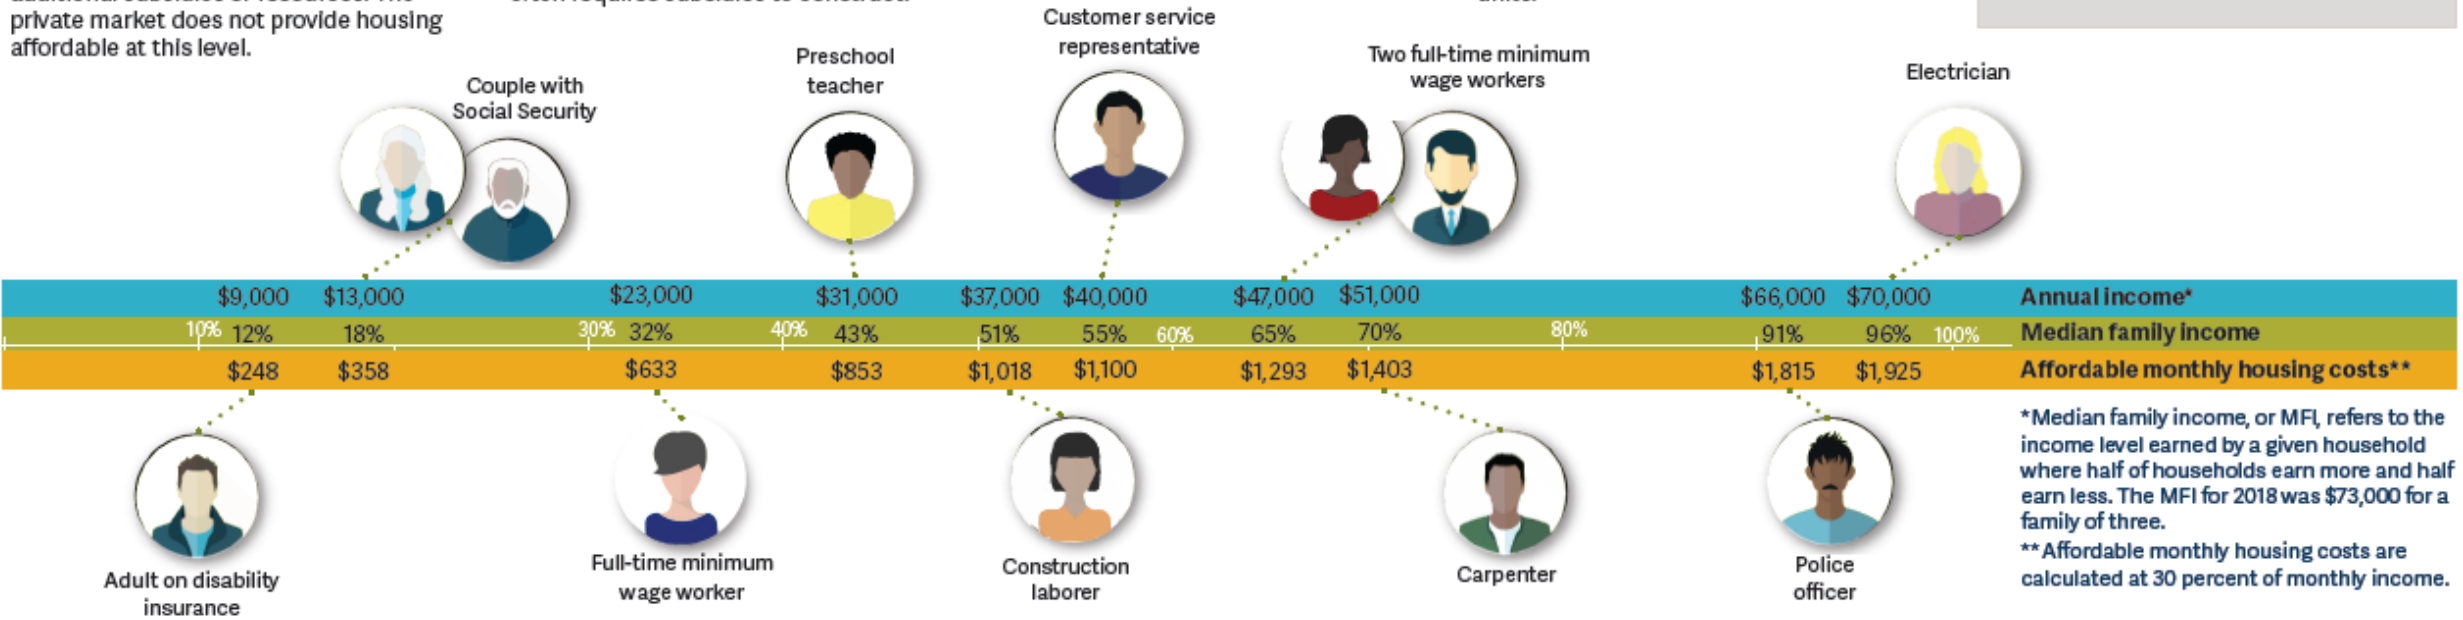 private market does not provide housing
affordable at this level.
Couple with
Social Security
Preschool
teacher
Customer service
representative
Two full-time minimum
wage workers
Electrician
$9,000 $13,000 $23,000 $31,000 $37,000 $40,000 $47,000 $51,000 $66,000 $70,000 Annual income*
10% 12% 18% 30% 32% 40% 43% 51% 55% 60% 65% 70% 80% 91% 96% 100% Median family income
$248 $358 $633 $853 $1,018 $1,100 $1,293 $1,403 $1,815 $1,925 Affordable monthly housing costs**
Adult on disability
insurance
Full-time minimum
wage worker
Construction
laborer
Carpenter
Police
officer
*Median family income, or MFI, refers to the
income level earned by a given household
where half of households earn more and half
earn less. The MFI for 2018 was $73,000 for a
family of three.
**Affordable monthly housing costs are
calculated at 30 percent of monthly income.